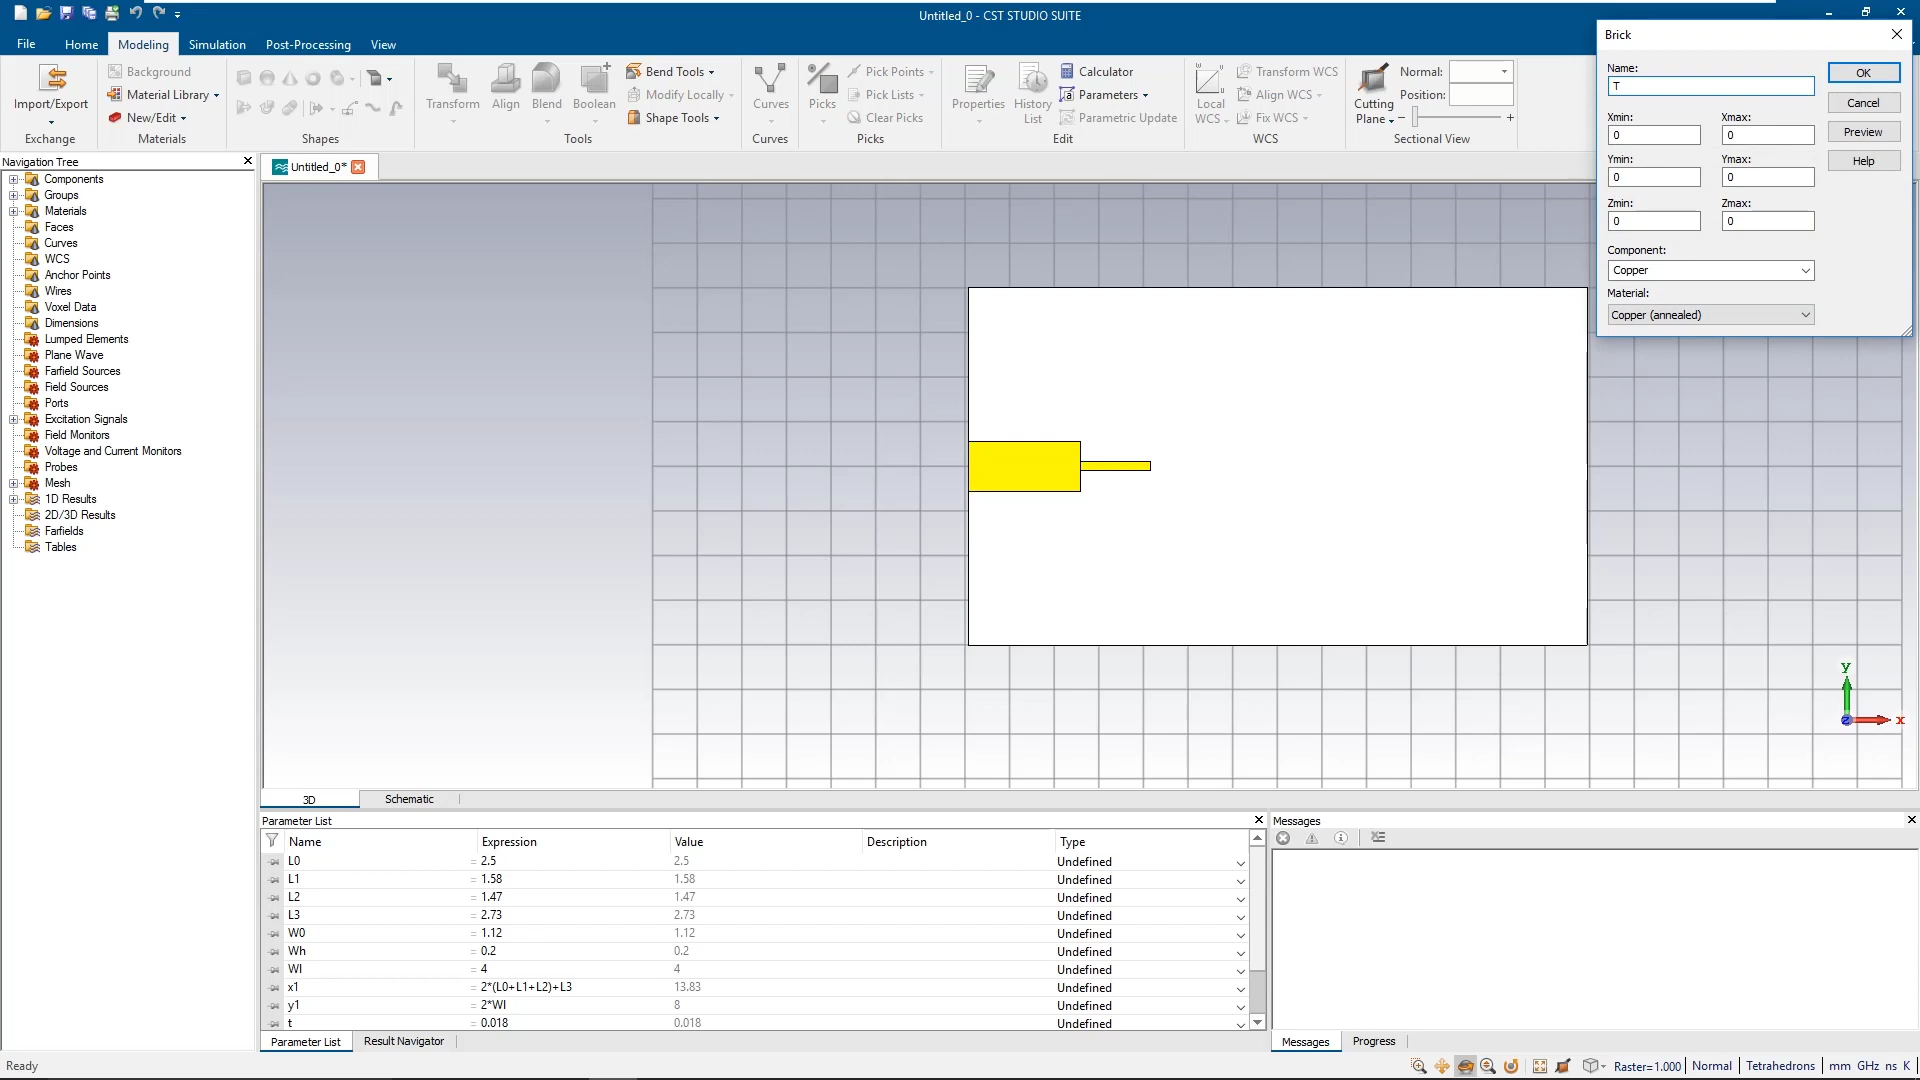 Untitled_0 - CST STUDIO SUITE
File
Home
Modeling
Simulation
Post-Processing
View
Import/Export
Exchange
Background
Material Library
New/Edit
Materials
Shapes
Transform
Align
Blend
Boolean
Bend Tools
Modify Locally
Shape Tools
Tools
Curves
Curves
Picks
Pick Points
Pick Lists
Clear Picks
Picks
Properties
History
List
Calculator
Parameters
Parametric Update
Edit
Local
WCS
Transform WCS
Align WCS
Fix WCS
WCS
Cutting
Plane
Normal:
Position:
Sectional View
Brick
Name:
T
OK
Cancel
Preview
Help
Xmin:
Xmax:
0
0
Ymin:
Ymax:
0
0
Zmin:
Zmax:
0
0
Component:
Copper
Material:
Copper (annealed)
Navigation Tree
Components
Groups
Materials
Faces
Curves
WCS
Anchor Points
Wires
Voxel Data
Dimensions
Lumped Elements
Plane Wave
Farfield Sources
Field Sources
Ports
Excitation Signals
Field Monitors
Voltage and Current Monitors
Probes
Mesh
1D Results
2D/3D Results
Farfields
Tables
Untitled_0*
y
z
x
3D
Schematic
Parameter List
Name Expression Value Description Type
L0 = 2.5 2.5 Undefined
L1 = 1.58 1.58 Undefined
L2 = 1.47 1.47 Undefined
L3 = 2.73 2.73 Undefined
W0 = 1.12 1.12 Undefined
Wh = 0.2 0.2 Undefined
Wl = 4 4 Undefined
x1 = 2*(L0+L1+L2)+L3 13.83 Undefined
y1 = 2*Wl 8 Undefined
t = 0.018 0.018 Undefined
Parameter List
Result Navigator
Messages
Messages
Progress
Ready
Raster=1.000
Normal
Tetrahedrons
mm GHz ns K